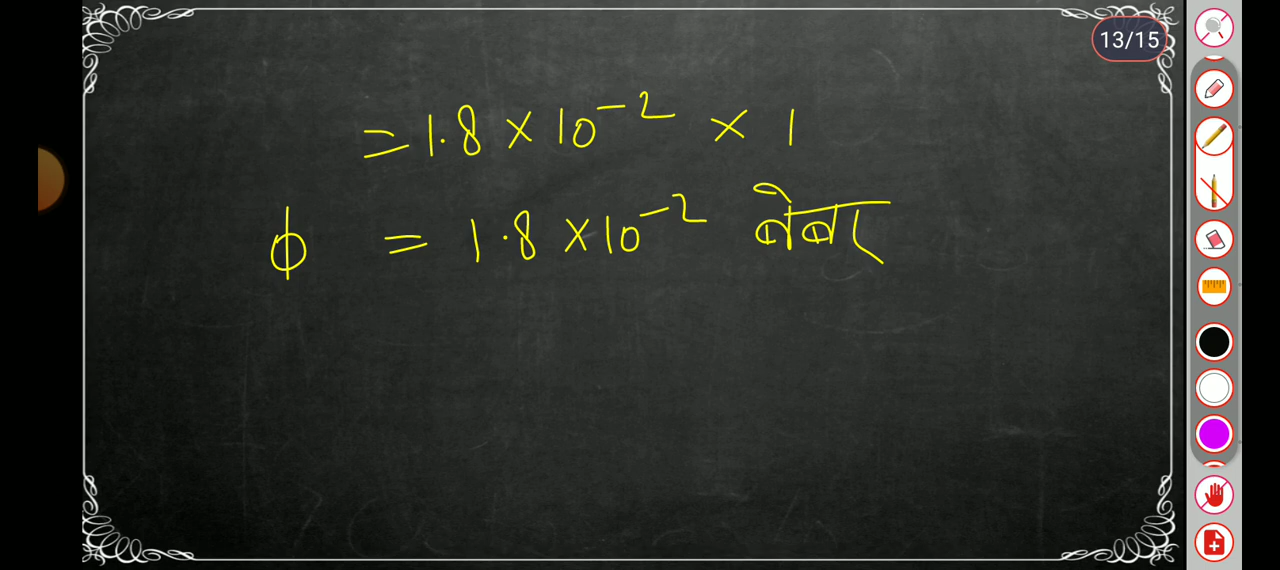 13/15
= 1.8 × 10⁻² × 1
ϕ = 1.8 × 10⁻² वेबर